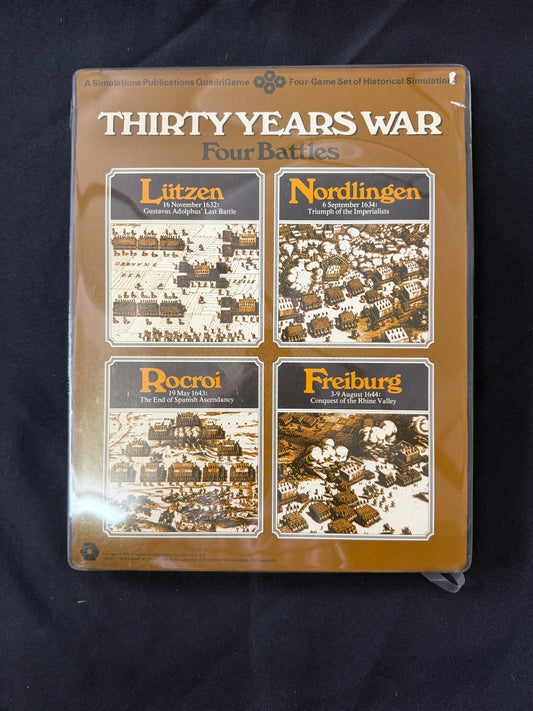 A Simulations Publications QuadriGame Four-Game Set of Historical Simulations
THIRTY YEARS WAR
Four Battles
Lützen
16 November 1632:
Gustavus Adolphus' Last Battle
Nordlingen
6 September 1634:
Triumph of the Imperialists
Rocroi
19 May 1643:
The End of Spanish Ascendancy
Freiburg
3-9 August 1644:
Conquest of the Rhine Valley